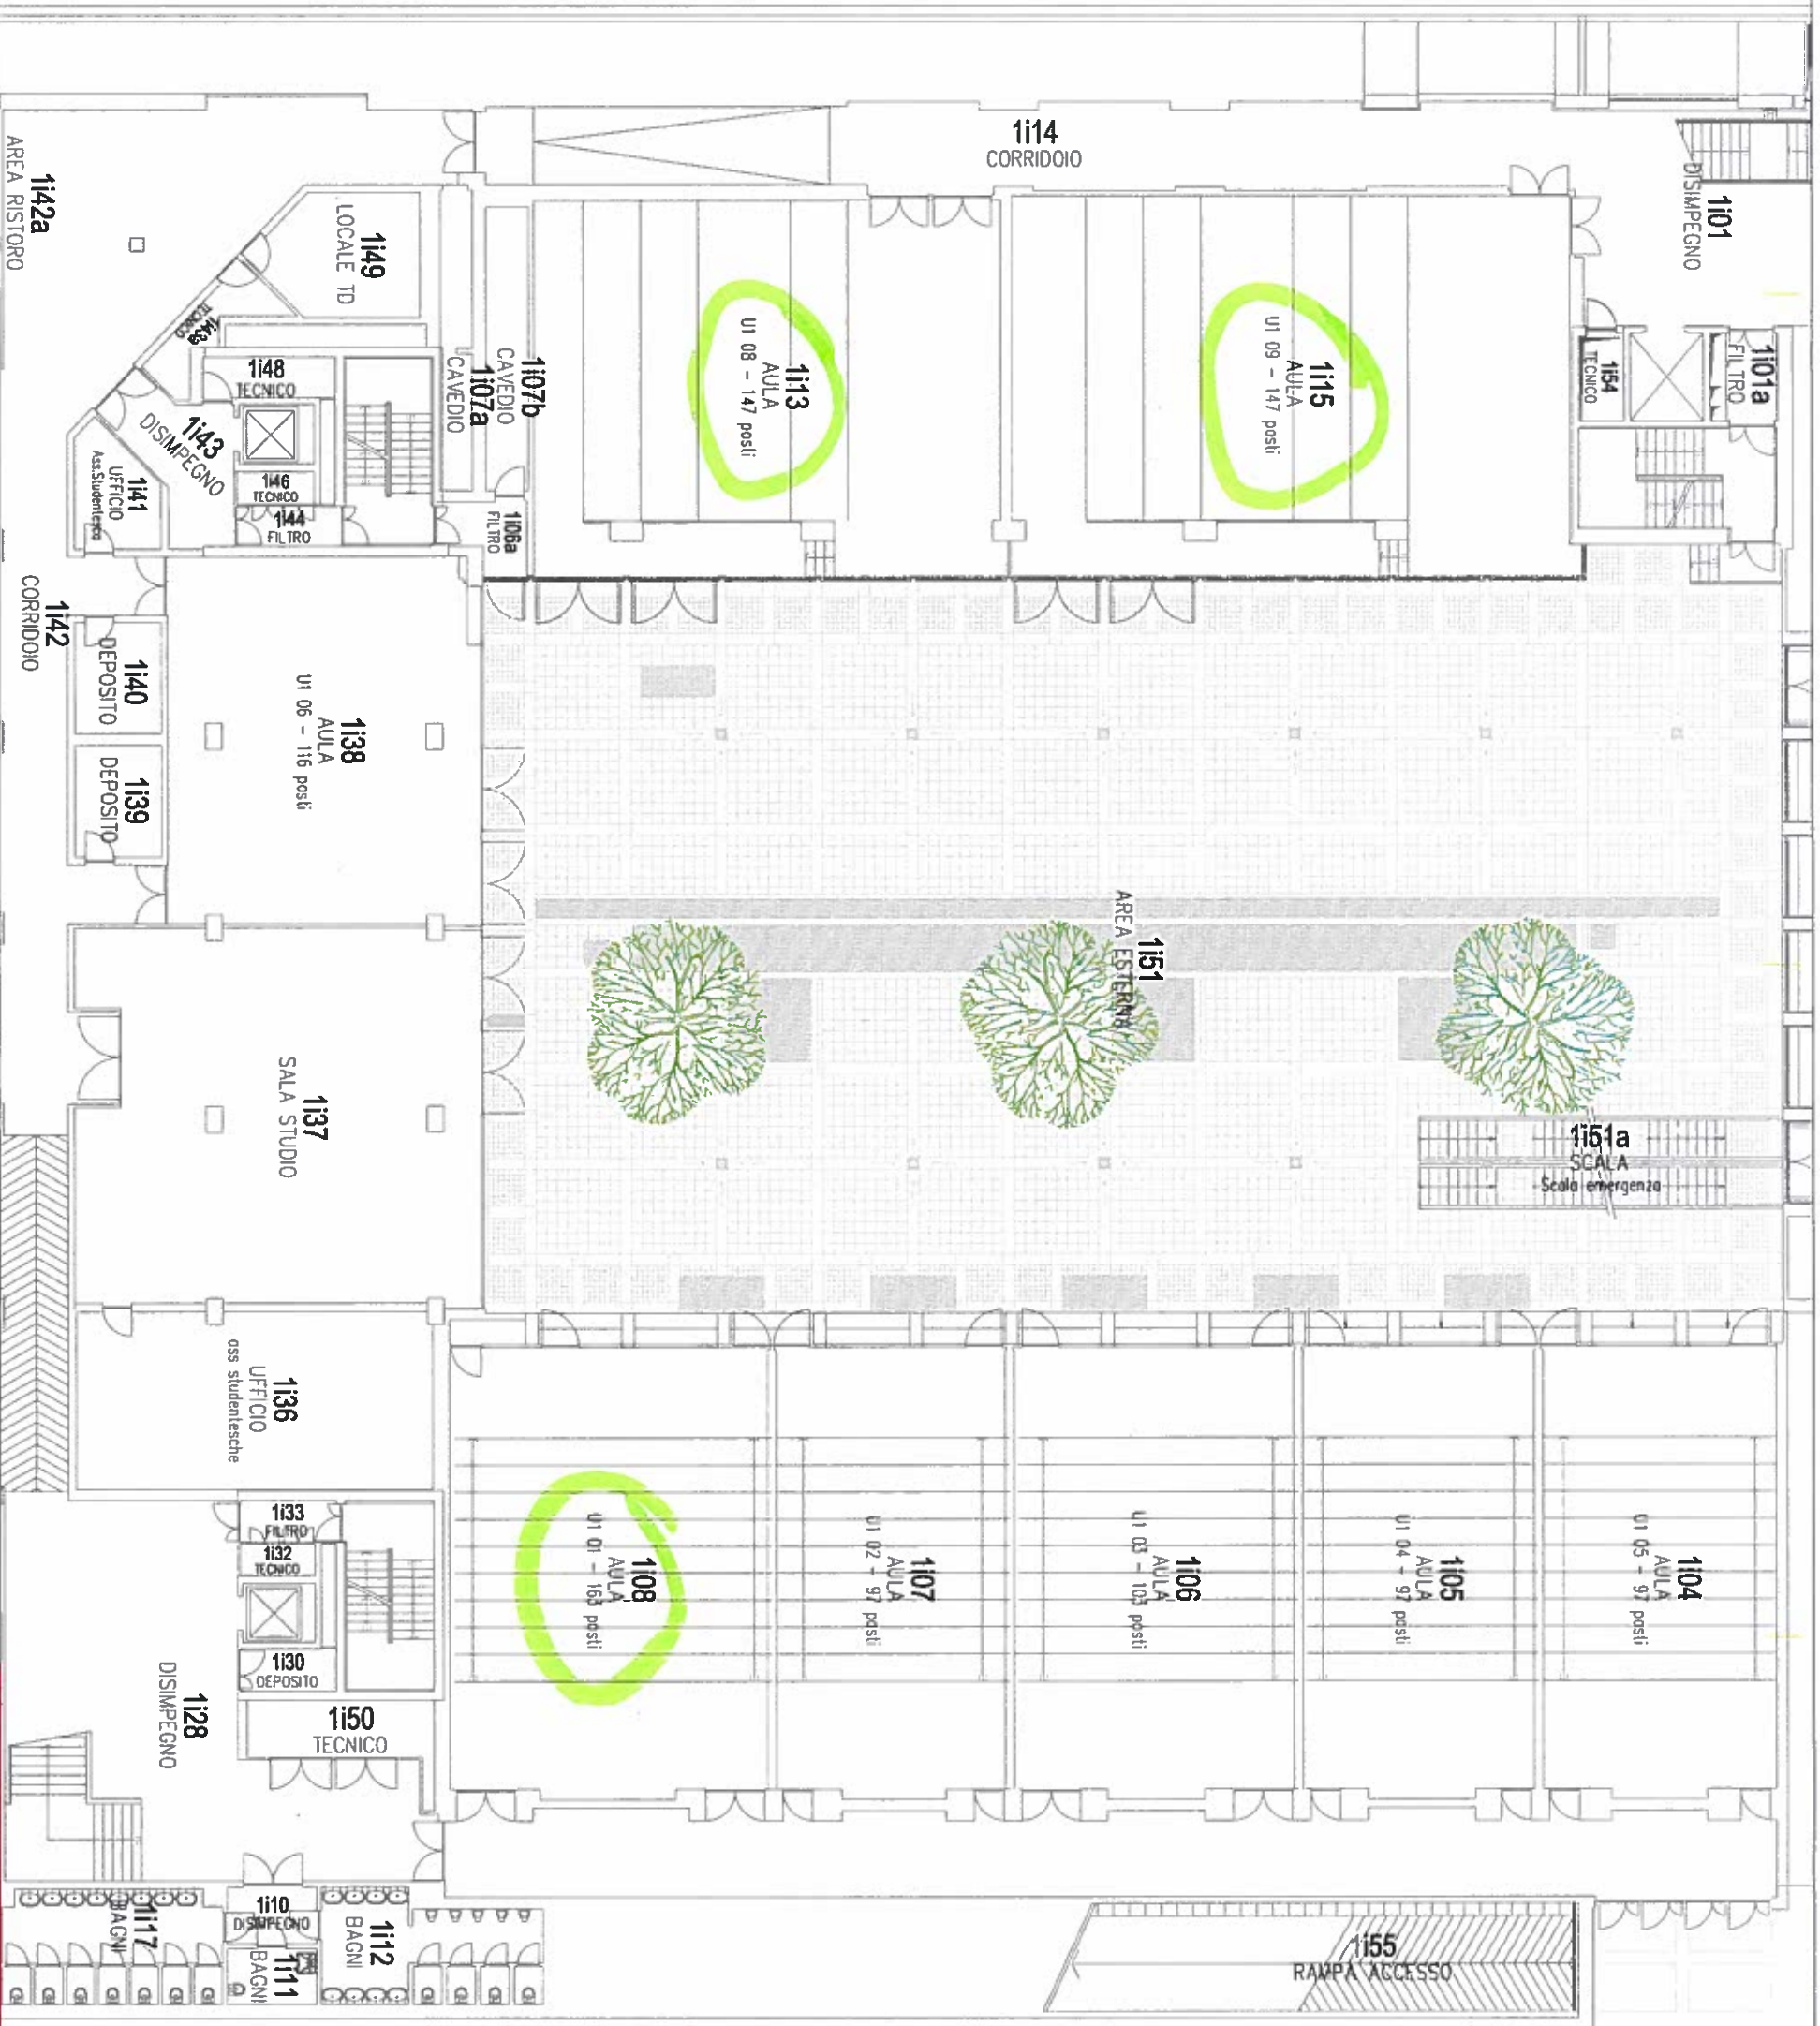 1i14
CORRIDOIO
1i01
DISIMPEGNO
1i42a
AREA RISTORO
1i49
LOCALE TD
1i48
TECNICO
1i43
DISIMPEGNO
1i46
TECNICO
1i44
FILTRO
1i41
UFFICIO
Ass.Studentesco
1i07a
CAVEDIO
1i07b
CAVEDIO
1i06a
FILTRO
1i13
AULA
U1 08 - 147 posti
1i15
AULA
U1 09 - 147 posti
1i54
TECNICO
1i01a
FILTRO
1i42
CORRIDOIO
1i40
DEPOSITO
1i39
DEPOSITO
1i38
AULA
U1 06 - 116 posti
1i51
AREA ESTERNA
1i51a
SCALA
Scala emergenza
1i37
SALA STUDIO
1i36
UFFICIO
ass studentesche
1i33
FILTRO
1i32
TECNICO
1i30
DEPOSITO
1i50
TECNICO
1i28
DISIMPEGNO
1i08
AULA
U1 01 - 163 posti
1i07
AULA
U1 02 - 97 posti
1i06
AULA
U1 03 - 103 posti
1i05
AULA
U1 04 - 97 posti
1i04
AULA
U1 05 - 97 posti
1i17
BAGNI
1i10
DISIMPEGNO
1i11
BAGNI
1i12
BAGNI
1i55
RAMPA ACCESSO